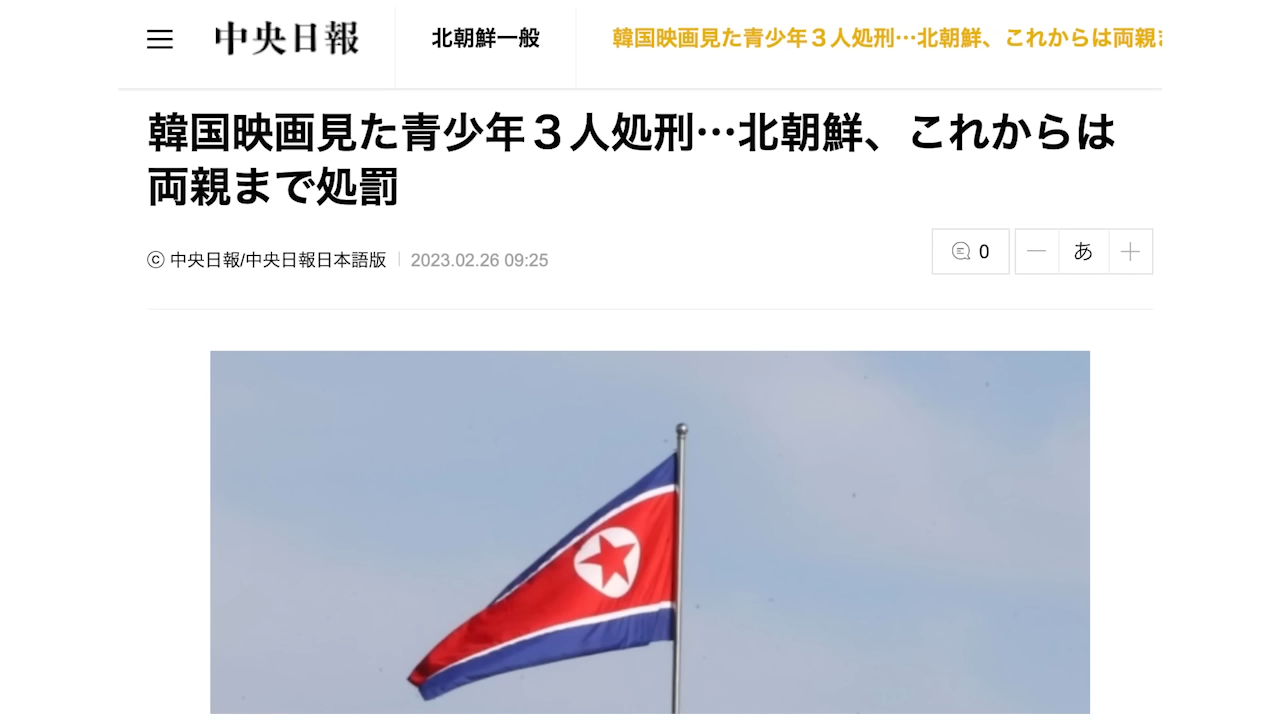 中央日報
北朝鮮一般
韓国映画見た青少年３人処刑…北朝鮮、これからは両親
韓国映画見た青少年３人処刑…北朝鮮、これからは
両親まで処罰
ⓒ 中央日報/中央日報日本語版
2023.02.26 09:25
0
あ